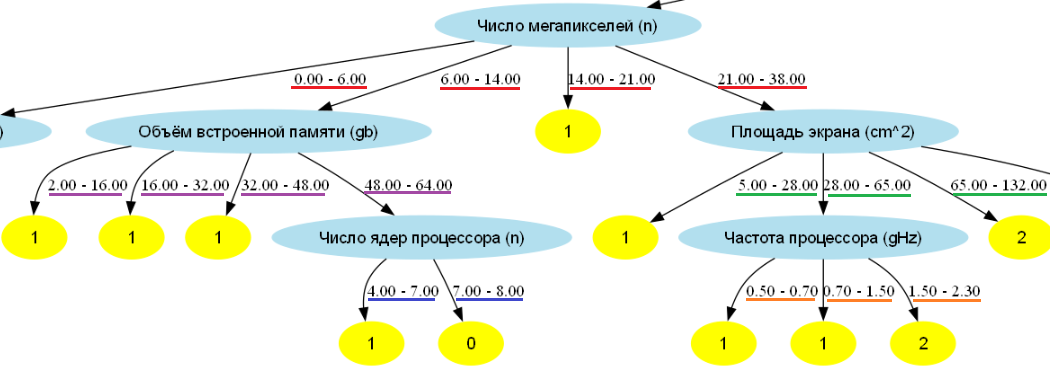 Число мегапикселей (n)
0.00 - 6.00
6.00 - 14.00
14.00 - 21.00
21.00 - 38.00
)
Объём встроенной памяти (gb)
1
Площадь экрана (cm^2)
2.00 - 16.00
16.00 - 32.00
32.00 - 48.00
48.00 - 64.00
5.00 - 28.00
28.00 - 65.00
65.00 - 132.00
1
1
1
Число ядер процессора (n)
1
Частота процессора (gHz)
2
4.00 - 7.00
7.00 - 8.00
0.50 - 0.70
0.70 - 1.50
1.50 - 2.30
1
0
1
1
2